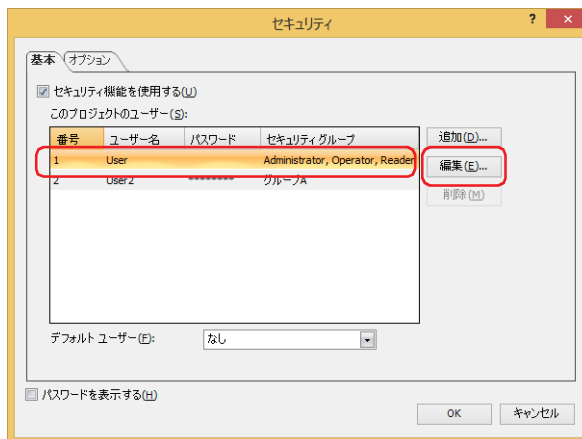 セキュリティ
?
×
基本 オプション
セキュリティ機能を使用する(U)
このプロジェクトのユーザー(S):
番号 ユーザー名 パスワード セキュリティ グループ
追加(D)...
1 User Administrator, Operator, Reader
編集(E)...
2 User2 ******** グループA
削除(M)
デフォルト ユーザー(F): なし
パスワードを表示する(H)
OK キャンセル